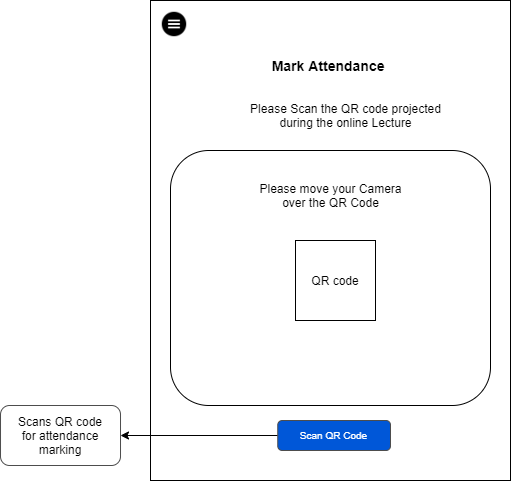 Mark Attendance
Please Scan the QR code projected
during the online Lecture
Please move your Camera
over the QR Code
QR code
Scans QR code
for attendance
marking
Scan QR Code